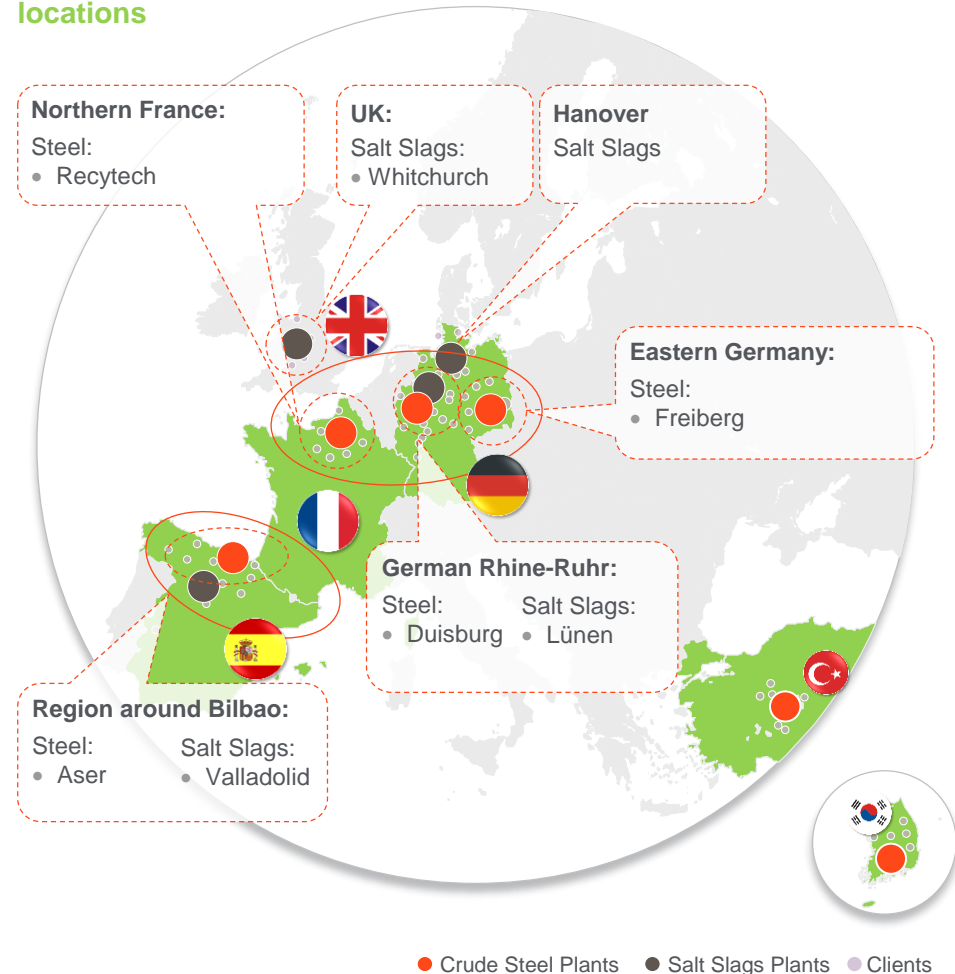 locations
Northern France:
Steel:
• Recytech
UK:
Salt Slags:
• Whitchurch
Hanover
Salt Slags
Eastern Germany:
Steel:
• Freiberg
German Rhine-Ruhr:
Steel: Salt Slags:
• Duisburg • Lünen
Region around Bilbao:
Steel: Salt Slags:
• Aser • Valladolid
Crude Steel Plants Salt Slags Plants Clients